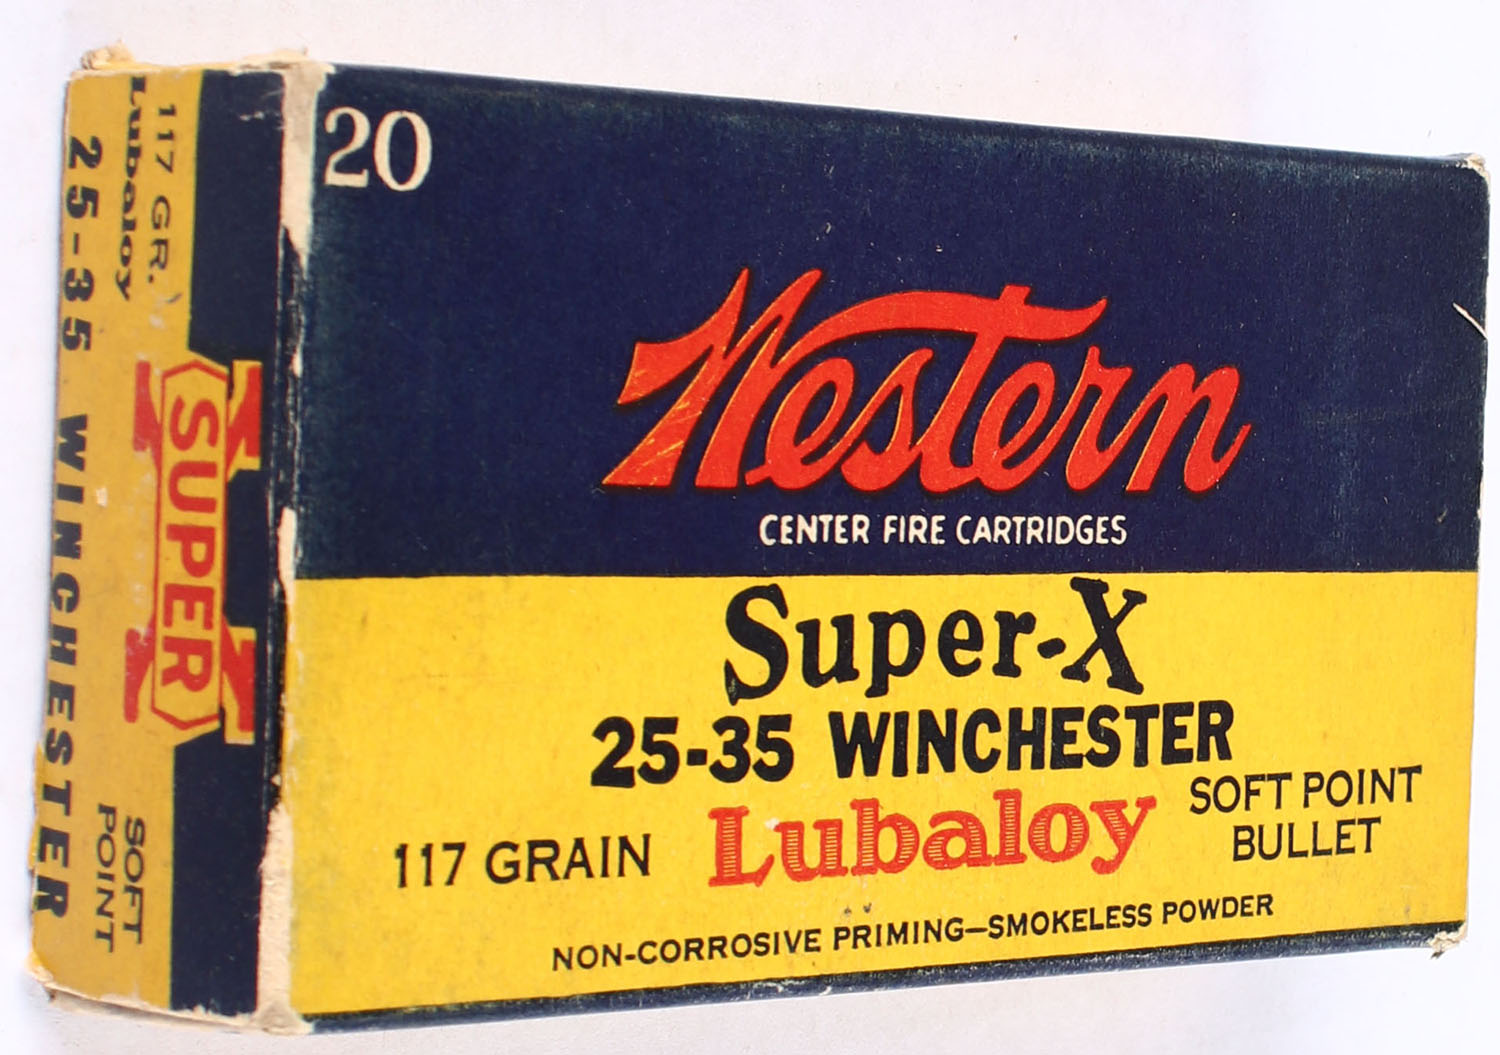 20
Western
CENTER FIRE CARTRIDGES
Super-X
25-35 WINCHESTER
117 GRAIN Lubaloy SOFT POINT
BULLET
NON-CORROSIVE PRIMING—SMOKELESS POWDER
117 GR.
Lubaloy
25-35 WINCHESTER
X
SUPER
SOFT
POINT